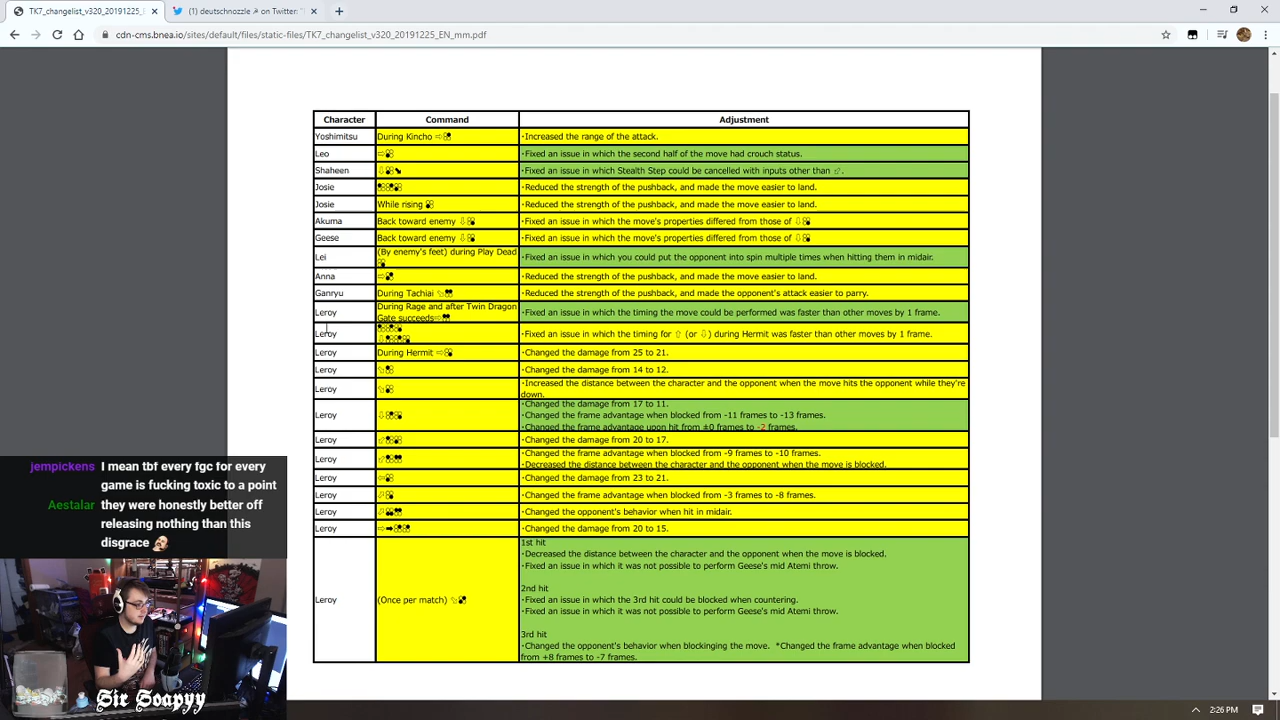 TK7_changelist_v320_20191225_E
(1) deutschnozzle on Twitter: "
cdn-cms.bnea.io/sites/default/files/static-files/TK7_changelist_v320_20191225_EN_mm.pdf
Character Command Adjustment
Yoshimitsu During Kincho ⇨ ・Increased the range of the attack.
Leo ⇨ ・Fixed an issue in which the second half of the move had crouch status.
Shaheen ⇩ ・Fixed an issue in which Stealth Step could be cancelled with inputs other than .
Josie ・Reduced the strength of the pushback, and made the move easier to land.
Josie While rising ・Reduced the strength of the pushback, and made the move easier to land.
Akuma Back toward enemy ⇩ ・Fixed an issue in which the move's properties differed from those of ⇩
Geese Back toward enemy ⇩ ・Fixed an issue in which the move's properties differed from those of ⇩
Lei (By enemy's feet) during Play Dead ・Fixed an issue in which you could put the opponent into spin multiple times when hitting them in midair.
Anna ⇨ ・Reduced the strength of the pushback, and made the move easier to land.
Ganryu During Tachiai ・Reduced the strength of the pushback, and made the opponent's attack easier to parry.
Leroy During Rage and after Twin Dragon
Gate succeeds⇨ ・Fixed an issue in which the timing the move could be performed was faster than other moves by 1 frame.
Leroy ・Fixed an issue in which the timing for ⇧ (or ⇩) during Hermit was faster than other moves by 1 frame.
Leroy During Hermit ⇨ ・Changed the damage from 25 to 21.
Leroy ・Changed the damage from 14 to 12.
Leroy ・Increased the distance between the character and the opponent when the move hits the opponent while they're
down.
Leroy ⇩ ・Changed the damage from 17 to 11.
・Changed the frame advantage when blocked from -11 frames to -13 frames.
・Changed the frame advantage upon hit from ±0 frames to -2 frames.
Leroy ・Changed the damage from 20 to 17.
Leroy ・Changed the frame advantage when blocked from -9 frames to -10 frames.
・Decreased the distance between the character and the opponent when the move is blocked.
Leroy ⇦ ・Changed the damage from 23 to 21.
Leroy ・Changed the frame advantage when blocked from -3 frames to -8 frames.
Leroy ・Changed the opponent's behavior when hit in midair.
Leroy ⇨➡ ・Changed the damage from 20 to 15.
Leroy (Once per match)
1st hit
・Decreased the distance between the character and the opponent when the move is blocked.
・Fixed an issue in which it was not possible to perform Geese's mid Atemi throw.
2nd hit
・Fixed an issue in which the 3rd hit could be blocked when countering.
・Fixed an issue in which it was not possible to perform Geese's mid Atemi throw.
3rd hit
・Changed the opponent's behavior when blockinging the move. *Changed the frame advantage when blocked
from +8 frames to -7 frames.
jempickens I mean tbf every fgc for every
game is fucking toxic to a point
Aestalar they were honestly better off
releasing nothing than this
disgrace
Sir Soapyy
2:26 PM